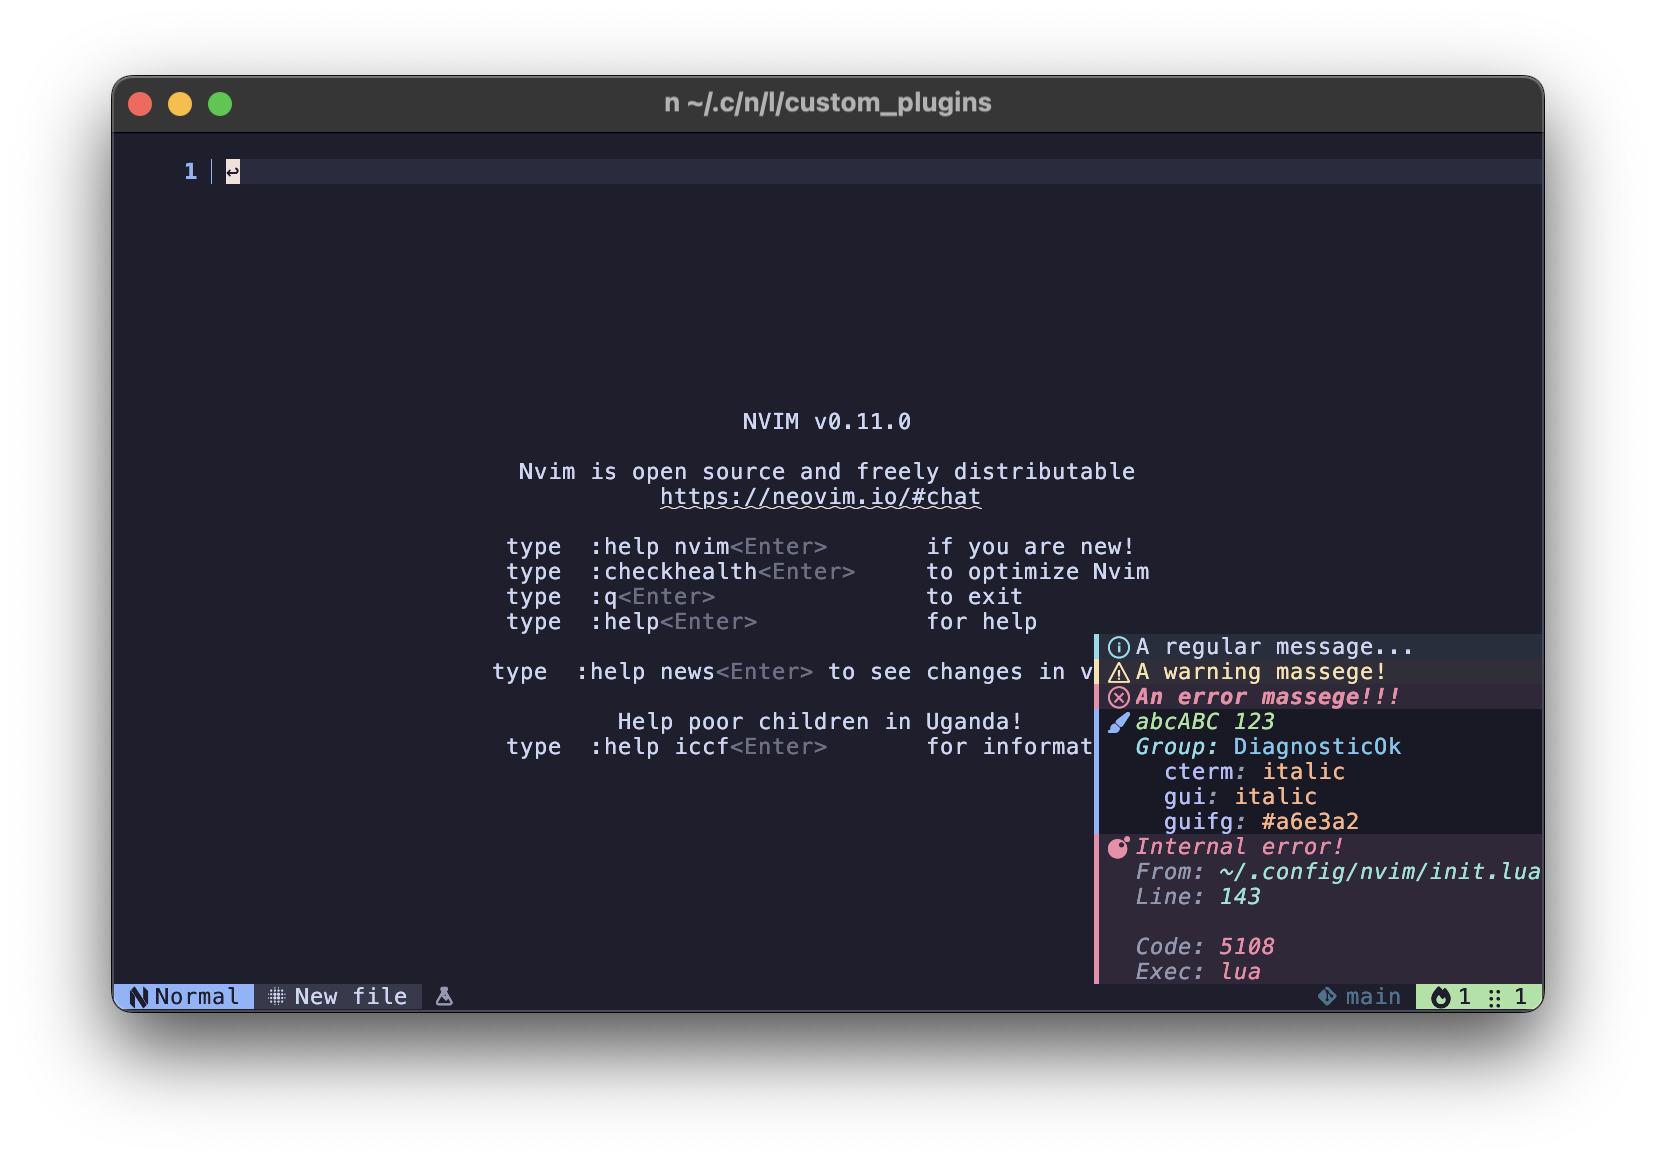 n ~/.c/n/l/custom_plugins
1 ↩
NVIM v0.11.0
Nvim is open source and freely distributable
https://neovim.io/#chat
type :help nvim<Enter> if you are new!
type :checkhealth<Enter> to optimize Nvim
type :q<Enter> to exit
type :help<Enter> for help
type :help news<Enter> to see changes in v
Help poor children in Uganda!
type :help iccf<Enter> for informat
A regular message...
A warning massege!
An error massege!!!
abcABC 123
Group: DiagnosticOk
cterm: italic
gui: italic
guifg: #a6e3a2
Internal error!
From: ~/.config/nvim/init.lua
Line: 143
Code: 5108
Exec: lua
Normal New file main 1 1